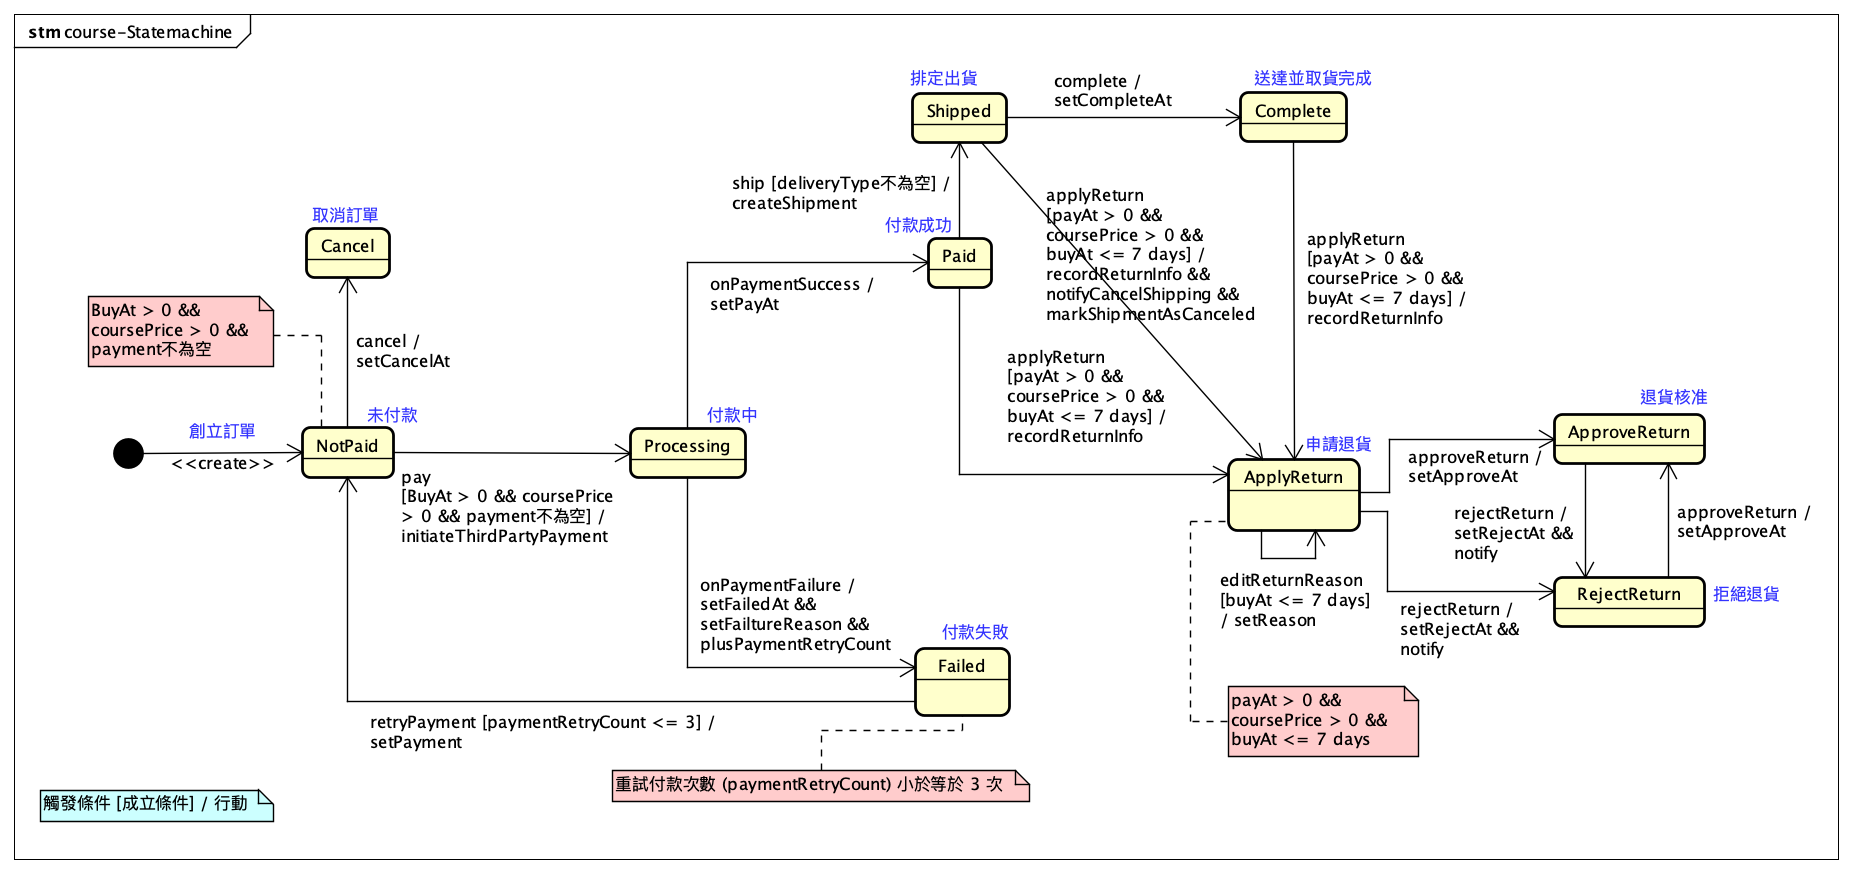 stm course-Statemachine
排定出貨
Shipped
complete /
setCompleteAt
送達並取貨完成
Complete
ship [deliveryType不為空] /
createShipment
付款成功
Paid
applyReturn
[payAt > 0 &&
coursePrice > 0 &&
buyAt <= 7 days] /
recordReturnInfo &&
notifyCancelShipping &&
markShipmentAsCanceled
applyReturn
[payAt > 0 &&
coursePrice > 0 &&
buyAt <= 7 days] /
recordReturnInfo
取消訂單
Cancel
BuyAt > 0 &&
coursePrice > 0 &&
payment不為空
cancel /
setCancelAt
onPaymentSuccess /
setPayAt
applyReturn
[payAt > 0 &&
coursePrice > 0 &&
buyAt <= 7 days] /
recordReturnInfo
創立訂單
<<create>>
未付款
NotPaid
付款中
Processing
pay
[BuyAt > 0 && coursePrice
> 0 && payment不為空] /
initiateThirdPartyPayment
申請退貨
ApplyReturn
退貨核准
ApproveReturn
approveReturn /
setApproveAt
rejectReturn /
setRejectAt &&
notify
approveReturn /
setApproveAt
editReturnReason
[buyAt <= 7 days]
/ setReason
RejectReturn
拒絕退貨
rejectReturn /
setRejectAt &&
notify
onPaymentFailure /
setFailedAt &&
setFailtureReason &&
plusPaymentRetryCount
付款失敗
Failed
retryPayment [paymentRetryCount <= 3] /
setPayment
payAt > 0 &&
coursePrice > 0 &&
buyAt <= 7 days
重試付款次數 (paymentRetryCount) 小於等於 3 次
觸發條件 [成立條件] / 行動